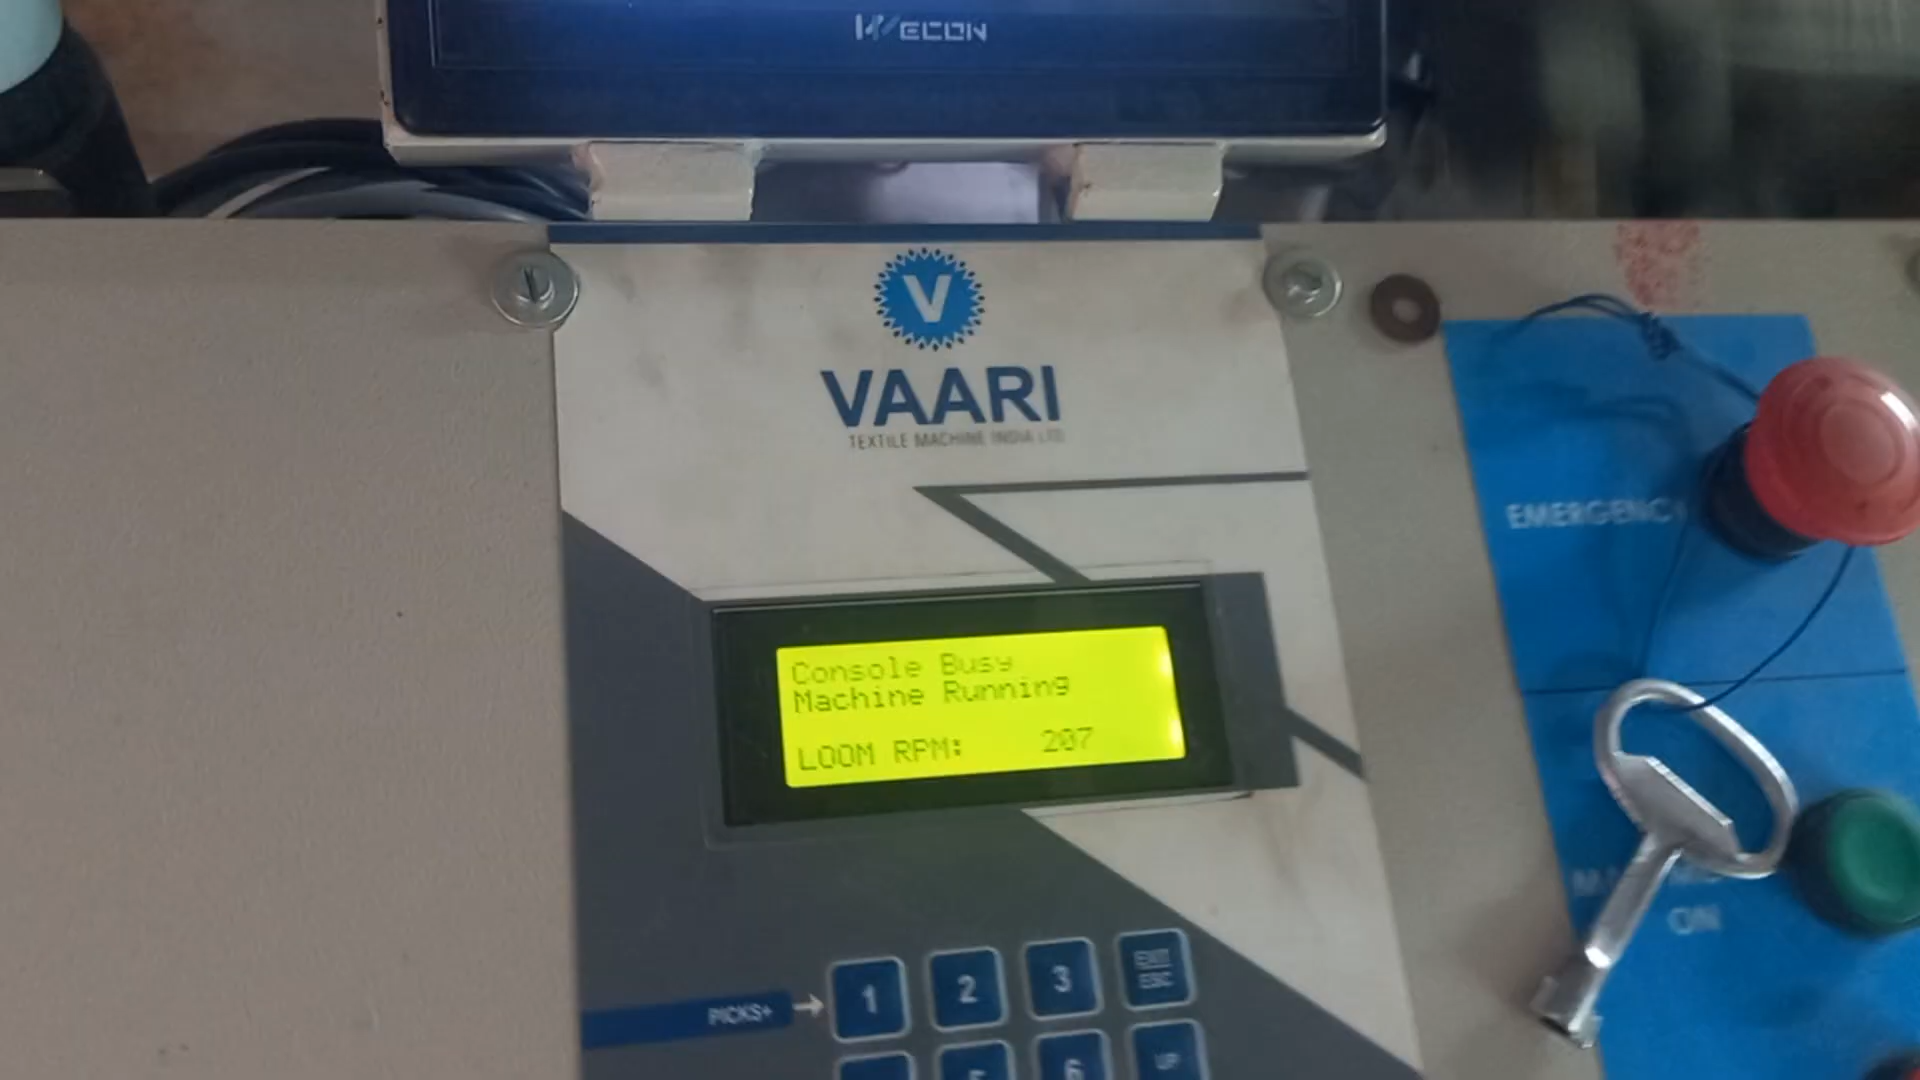 WECON
V
VAARI
TEXTILE MACHINE INDIA LTD
EMERGENCY
Console Busy
Machine Running
LOOM RPM: 207
ON
PICKS+
1
2
3
EXIT
ESC
6
UP